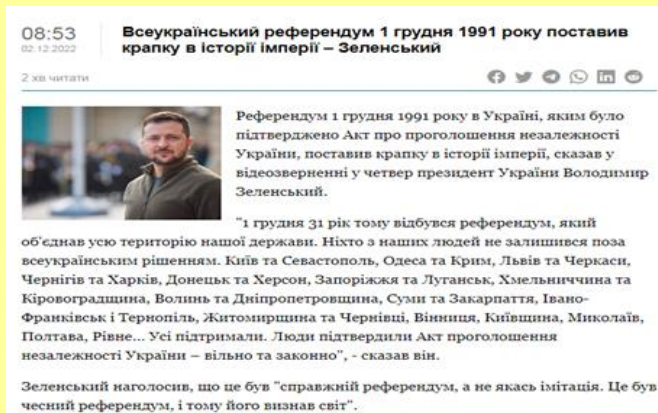 08:53
02.12.2022
Всеукраїнський референдум 1 грудня 1991 року поставив
крапку в історії імперії – Зеленський
2 хв читати
Референдум 1 грудня 1991 року в Україні, яким було
підтверджено Акт про проголошення незалежності
України, поставив крапку в історії імперії, сказав у
відеозверненні у четвер президент України Володимир
Зеленський.
"1 грудня 31 рік тому відбувся референдум, який
об'єднав усю територію нашої держави. Ніхто з наших людей не залишився поза
всеукраїнським рішенням. Київ та Севастополь, Одеса та Крим, Львів та Черкаси,
Чернігів та Харків, Донецьк та Херсон, Запоріжжя та Луганськ, Хмельниччина та
Кіровоградщина, Волинь та Дніпропетровщина, Суми та Закарпаття, Івано-
Франківськ і Тернопіль, Житомирщина та Чернівці, Вінниця, Київщина, Миколаїв,
Полтава, Рівне... Усі підтримали. Люди підтвердили Акт проголошення
незалежності України – вільно та законно", - сказав він.
Зеленський наголосив, що це був "справжній референдум, а не якась імітація. Це був
чесний референдум, і тому його визнав світ".